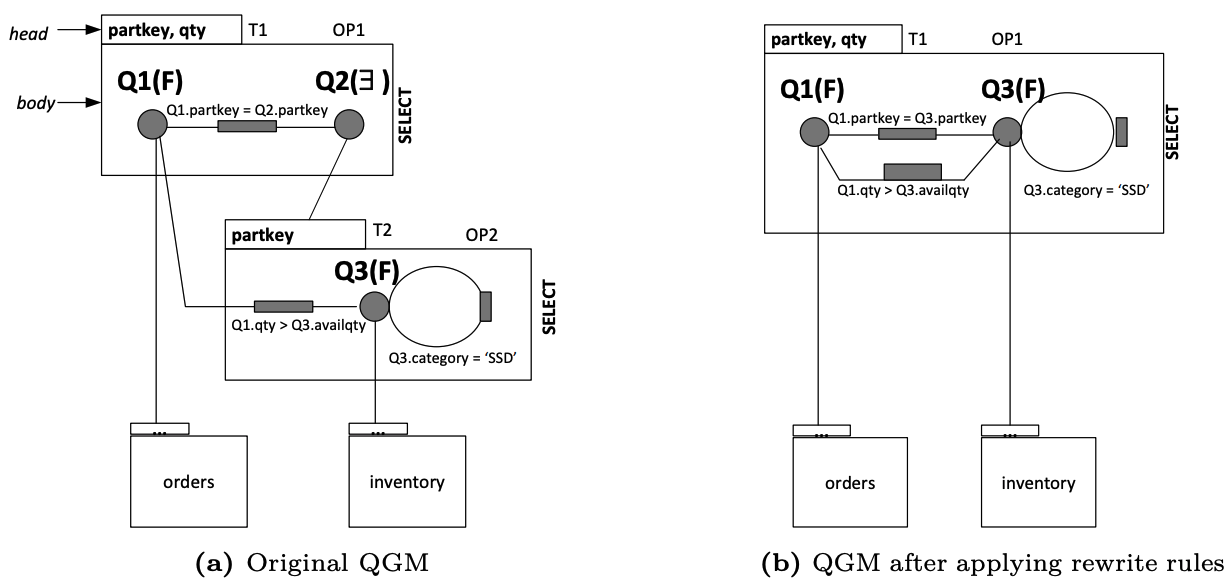 head
partkey, qty
T1
OP1
body
Q1(F)
Q2(∃ )
Q1.partkey = Q2.partkey
SELECT
partkey
T2
OP2
Q3(F)
Q1.qty > Q3.availqty
Q3.category = ‘SSD’
SELECT
...
orders
...
inventory
(a) Original QGM
partkey, qty
T1
OP1
Q1(F)
Q3(F)
Q1.partkey = Q3.partkey
Q1.qty > Q3.availqty
Q3.category = ‘SSD’
SELECT
...
orders
...
inventory
(b) QGM after applying rewrite rules